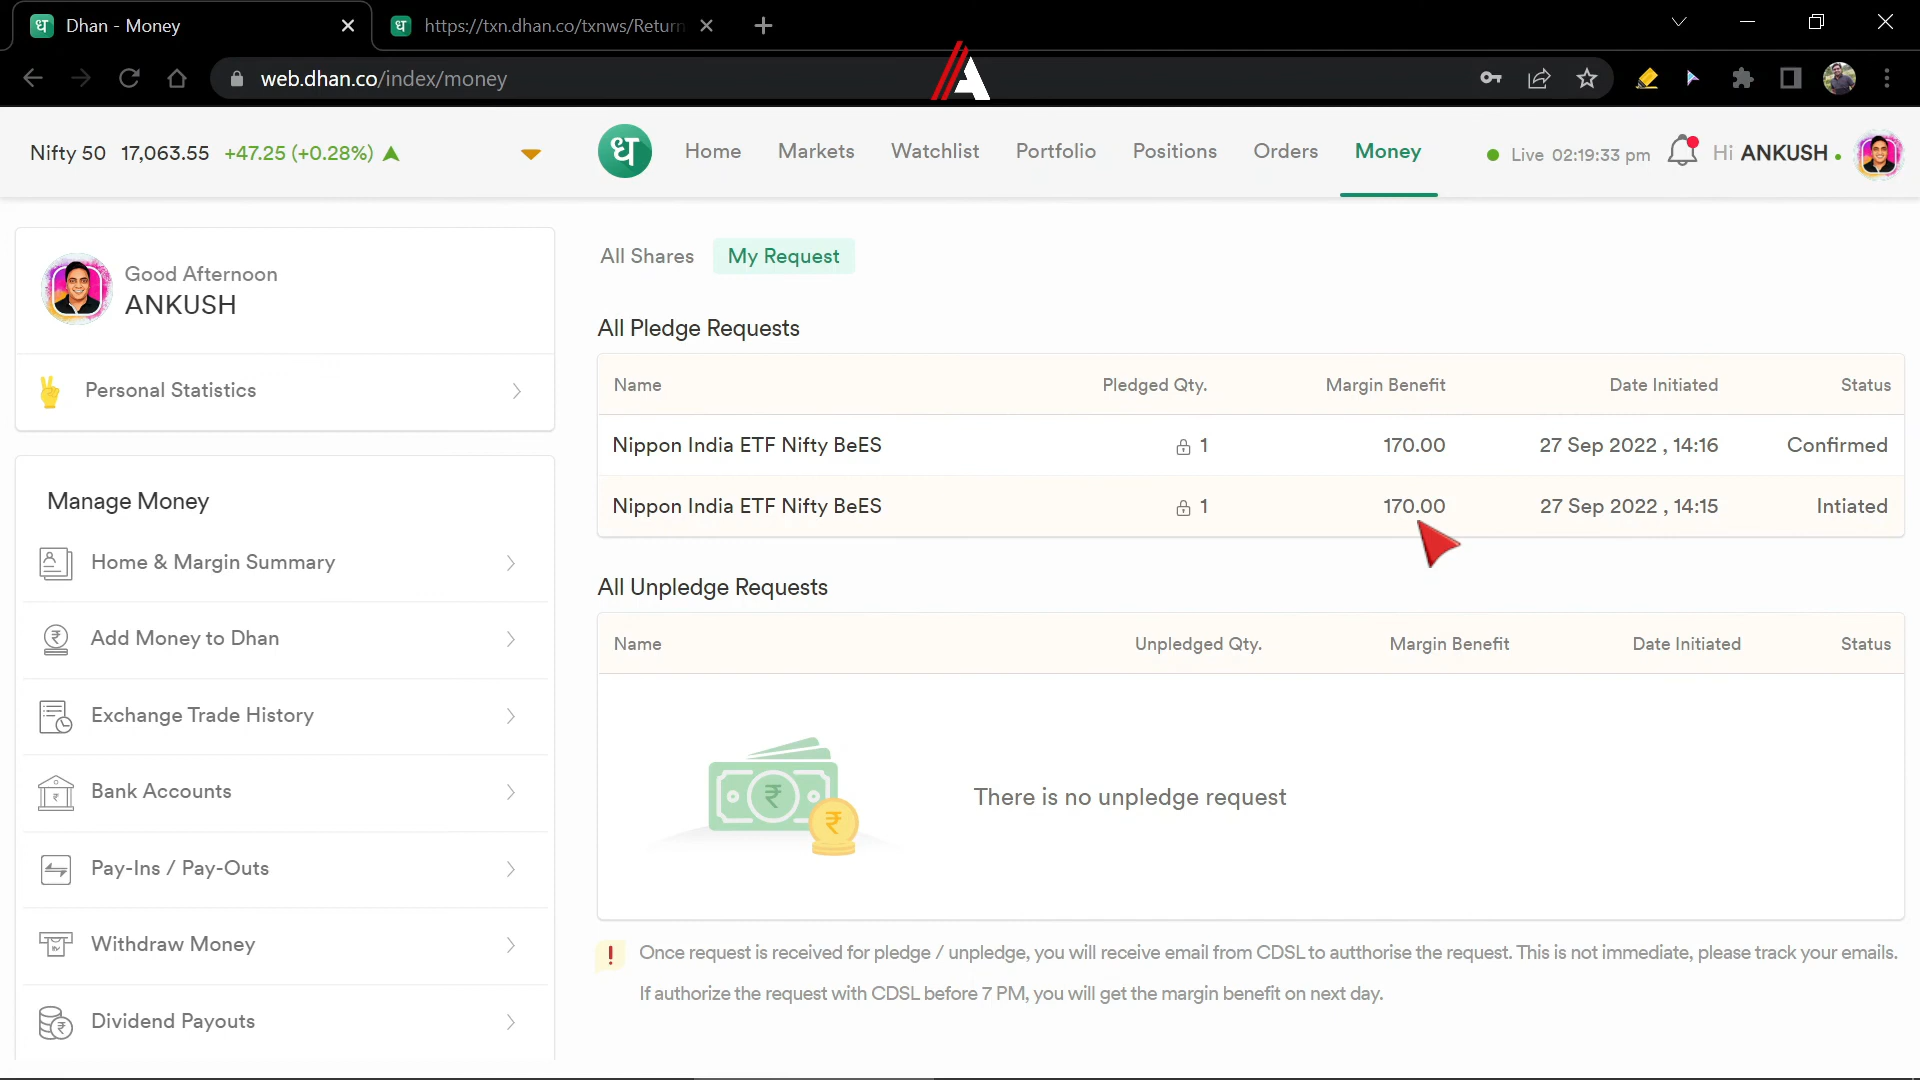 Dhan - Money
https://txn.dhan.co/txnws/Return
web.dhan.co/index/money
Nifty 50 17,063.55 +47.25 (+0.28%)
ध
Home Markets Watchlist Portfolio Positions Orders Money
Live 02:19:33 pm
Hi ANKUSH
Good Afternoon
ANKUSH
Personal Statistics
Manage Money
Home & Margin Summary
Add Money to Dhan
Exchange Trade History
Bank Accounts
Pay-Ins / Pay-Outs
Withdraw Money
Dividend Payouts
All Shares My Request
All Pledge Requests
Name Pledged Qty. Margin Benefit Date Initiated Status
Nippon India ETF Nifty BeES 1 170.00 27 Sep 2022 , 14:16 Confirmed
Nippon India ETF Nifty BeES 1 170.00 27 Sep 2022 , 14:15 Intiated
All Unpledge Requests
Name Unpledged Qty. Margin Benefit Date Initiated Status
There is no unpledge request
Once request is received for pledge / unpledge, you will receive email from CDSL to autthorise the request. This is not immediate, please track your emails.
If authorize the request with CDSL before 7 PM, you will get the margin benefit on next day.